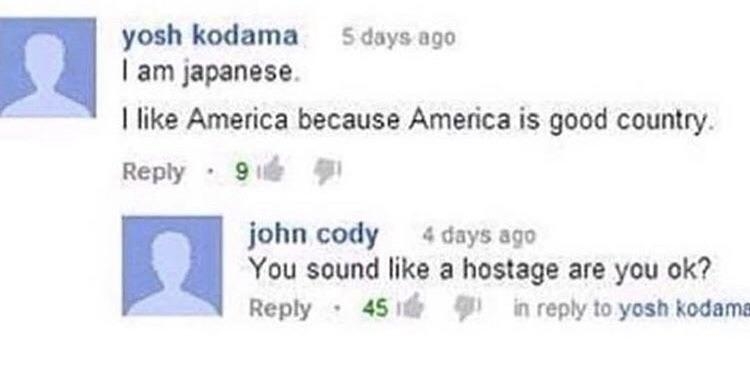 yosh kodama 5 days ago
I am japanese.
I like America because America is good country.
Reply · 9
john cody 4 days ago
You sound like a hostage are you ok?
Reply · 45 in reply to yosh kodama